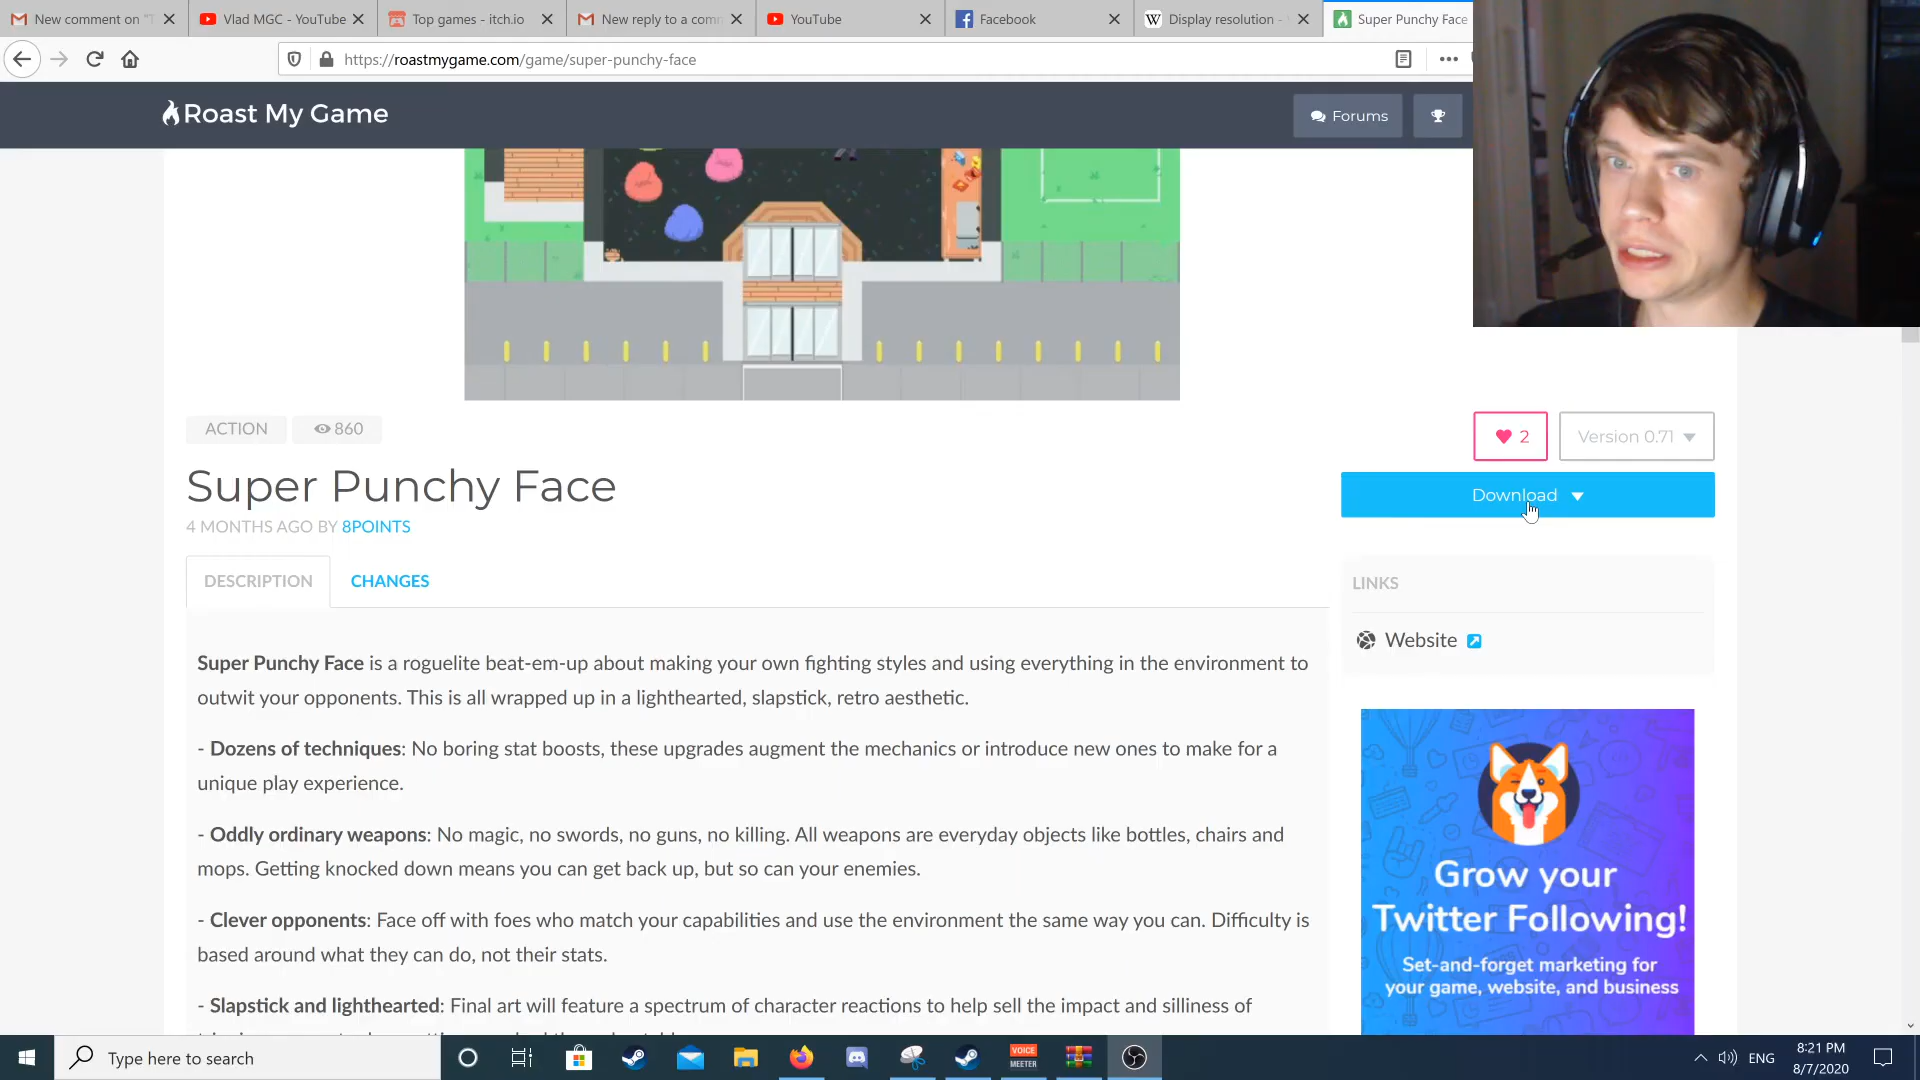 New comment on "T
Vlad MGC - YouTube
Top games - itch.io
New reply to a comm
YouTube
Facebook
Display resolution -
Super Punchy Face
https://roastmygame.com/game/super-punchy-face
Roast My Game
Forums
ACTION
860
2
Version 0.71
Super Punchy Face
Download
4 MONTHS AGO BY 8POINTS
DESCRIPTION
CHANGES
LINKS
Website
Super Punchy Face is a roguelite beat-em-up about making your own fighting styles and using everything in the environment to
outwit your opponents. This is all wrapped up in a lighthearted, slapstick, retro aesthetic.
- Dozens of techniques: No boring stat boosts, these upgrades augment the mechanics or introduce new ones to make for a
unique play experience.
- Oddly ordinary weapons: No magic, no swords, no guns, no killing. All weapons are everyday objects like bottles, chairs and
mops. Getting knocked down means you can get back up, but so can your enemies.
- Clever opponents: Face off with foes who match your capabilities and use the environment the same way you can. Difficulty is
based around what they can do, not their stats.
- Slapstick and lighthearted: Final art will feature a spectrum of character reactions to help sell the impact and silliness of
Grow your
Twitter Following!
Set-and-forget marketing for
your game, website, and business
Type here to search
VOICE
MEETER
ENG
8:21 PM
8/7/2020